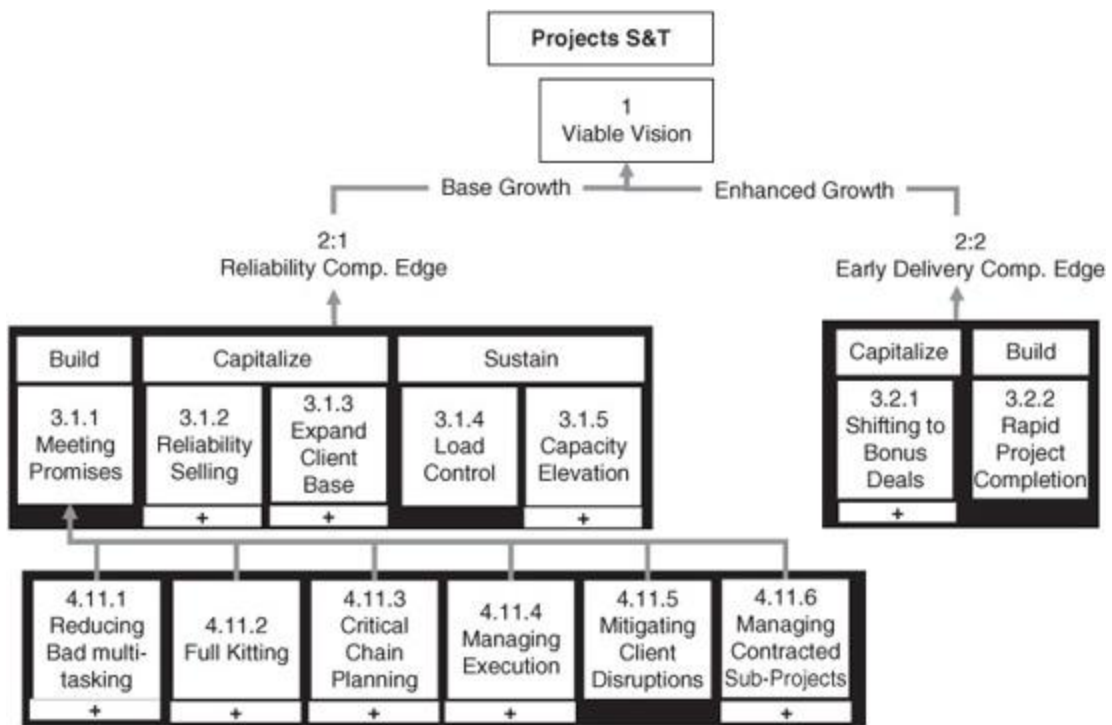 Projects S&T
1
Viable Vision
Base Growth
Enhanced Growth
2:1
Reliability Comp. Edge
2:2
Early Delivery Comp. Edge
Build
Capitalize
Sustain
Capitalize
Build
3.1.1
Meeting
Promises
3.1.2
Reliability
Selling
+
3.1.3
Expand
Client
Base
+
3.1.4
Load
Control
3.1.5
Capacity
Elevation
+
3.2.1
Shifting to
Bonus
Deals
+
3.2.2
Rapid
Project
Completion
4.11.1
Reducing
Bad multi-
tasking
+
4.11.2
Full Kitting
+
4.11.3
Critical
Chain
Planning
+
4.11.4
Managing
Execution
+
4.11.5
Mitigating
Client
Disruptions
4.11.6
Managing
Contracted
Sub-Projects
+